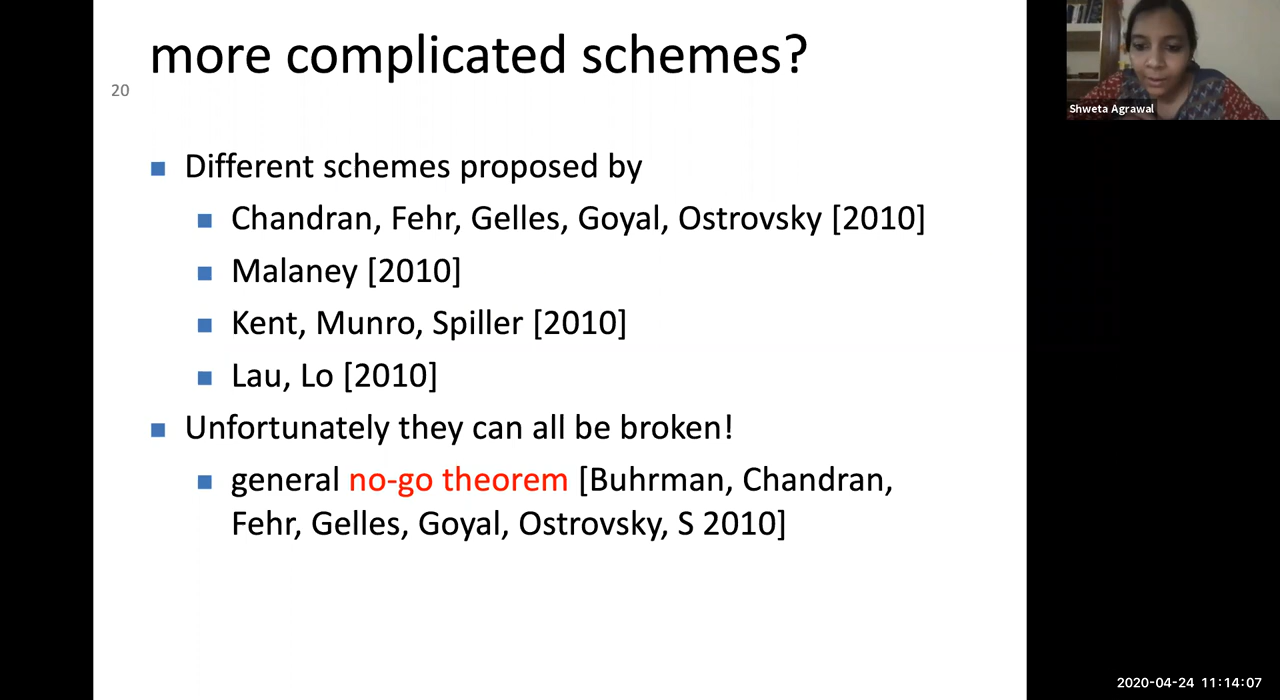 more complicated schemes?
20
Different schemes proposed by
Chandran, Fehr, Gelles, Goyal, Ostrovsky [2010]
Malaney [2010]
Kent, Munro, Spiller [2010]
Lau, Lo [2010]
Unfortunately they can all be broken!
general no-go theorem [Buhrman, Chandran,
Fehr, Gelles, Goyal, Ostrovsky, S 2010]
Shweta Agrawal
2020-04-24 11:14:07